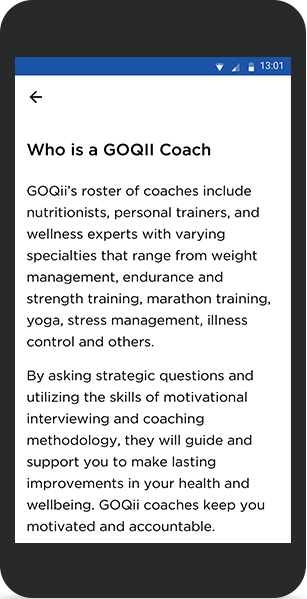 13:01
Who is a GOQII Coach
GOQii's roster of coaches include
nutritionists, personal trainers, and
wellness experts with varying
specialties that range from weight
management, endurance and
strength training, marathon training,
yoga, stress management, illness
control and others.
By asking strategic questions and
utilizing the skills of motivational
interviewing and coaching
methodology, they will guide and
support you to make lasting
improvements in your health and
wellbeing. GOQii coaches keep you
motivated and accountable.